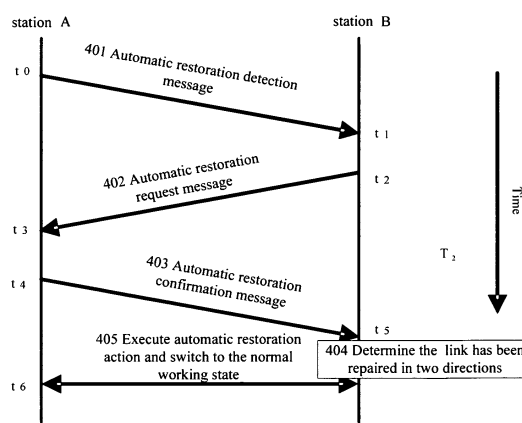 station A
station B
t 0
401 Automatic restoration detection
message
t 1
402 Automatic restoration
request message
t 2
Time
t 3
T 2
403 Automatic restoration
confirmation message
t 4
t 5
405 Execute automatic restoration
action and switch to the normal
working state
404 Determine the link has been
repaired in two directions
t 6